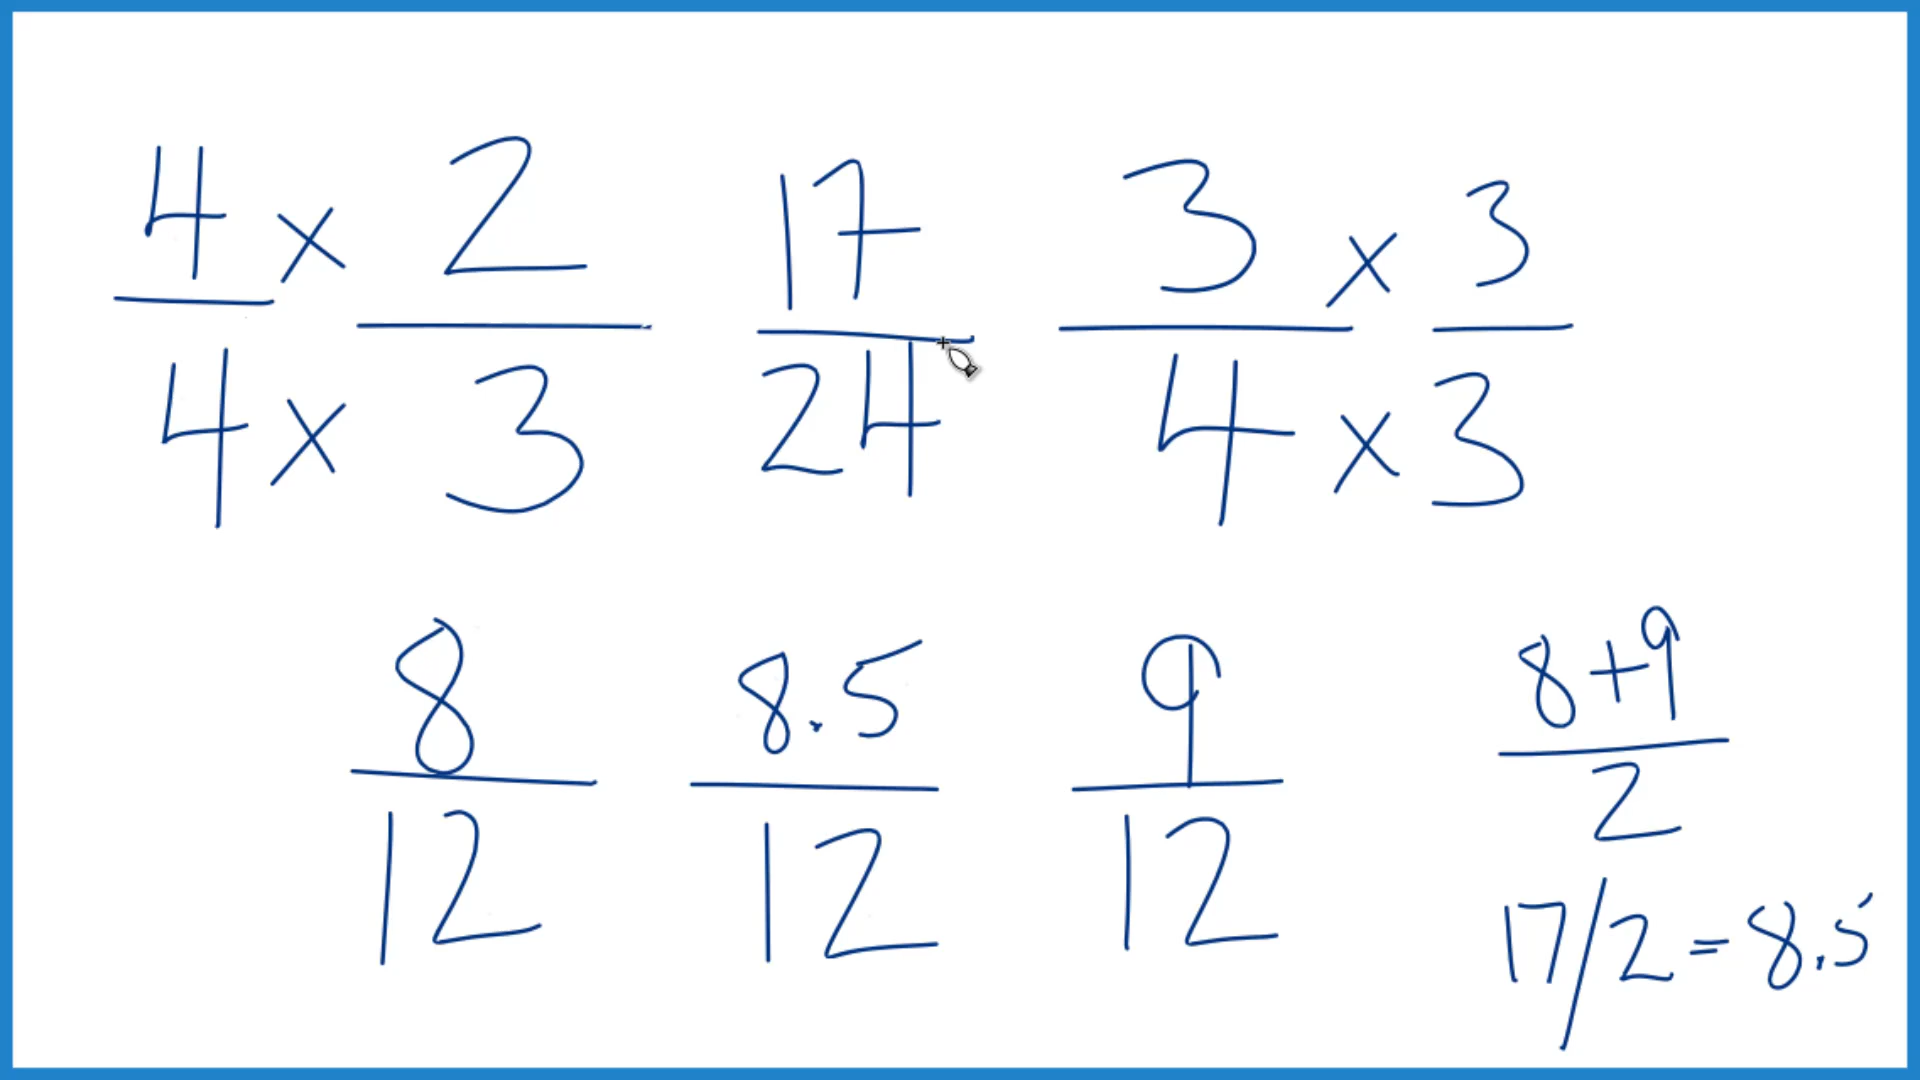 4 × 2 17 3 × 3
4 × 3 24 4 × 3
8 8.5 9 8+9
12 12 12 2
17/2 = 8.5